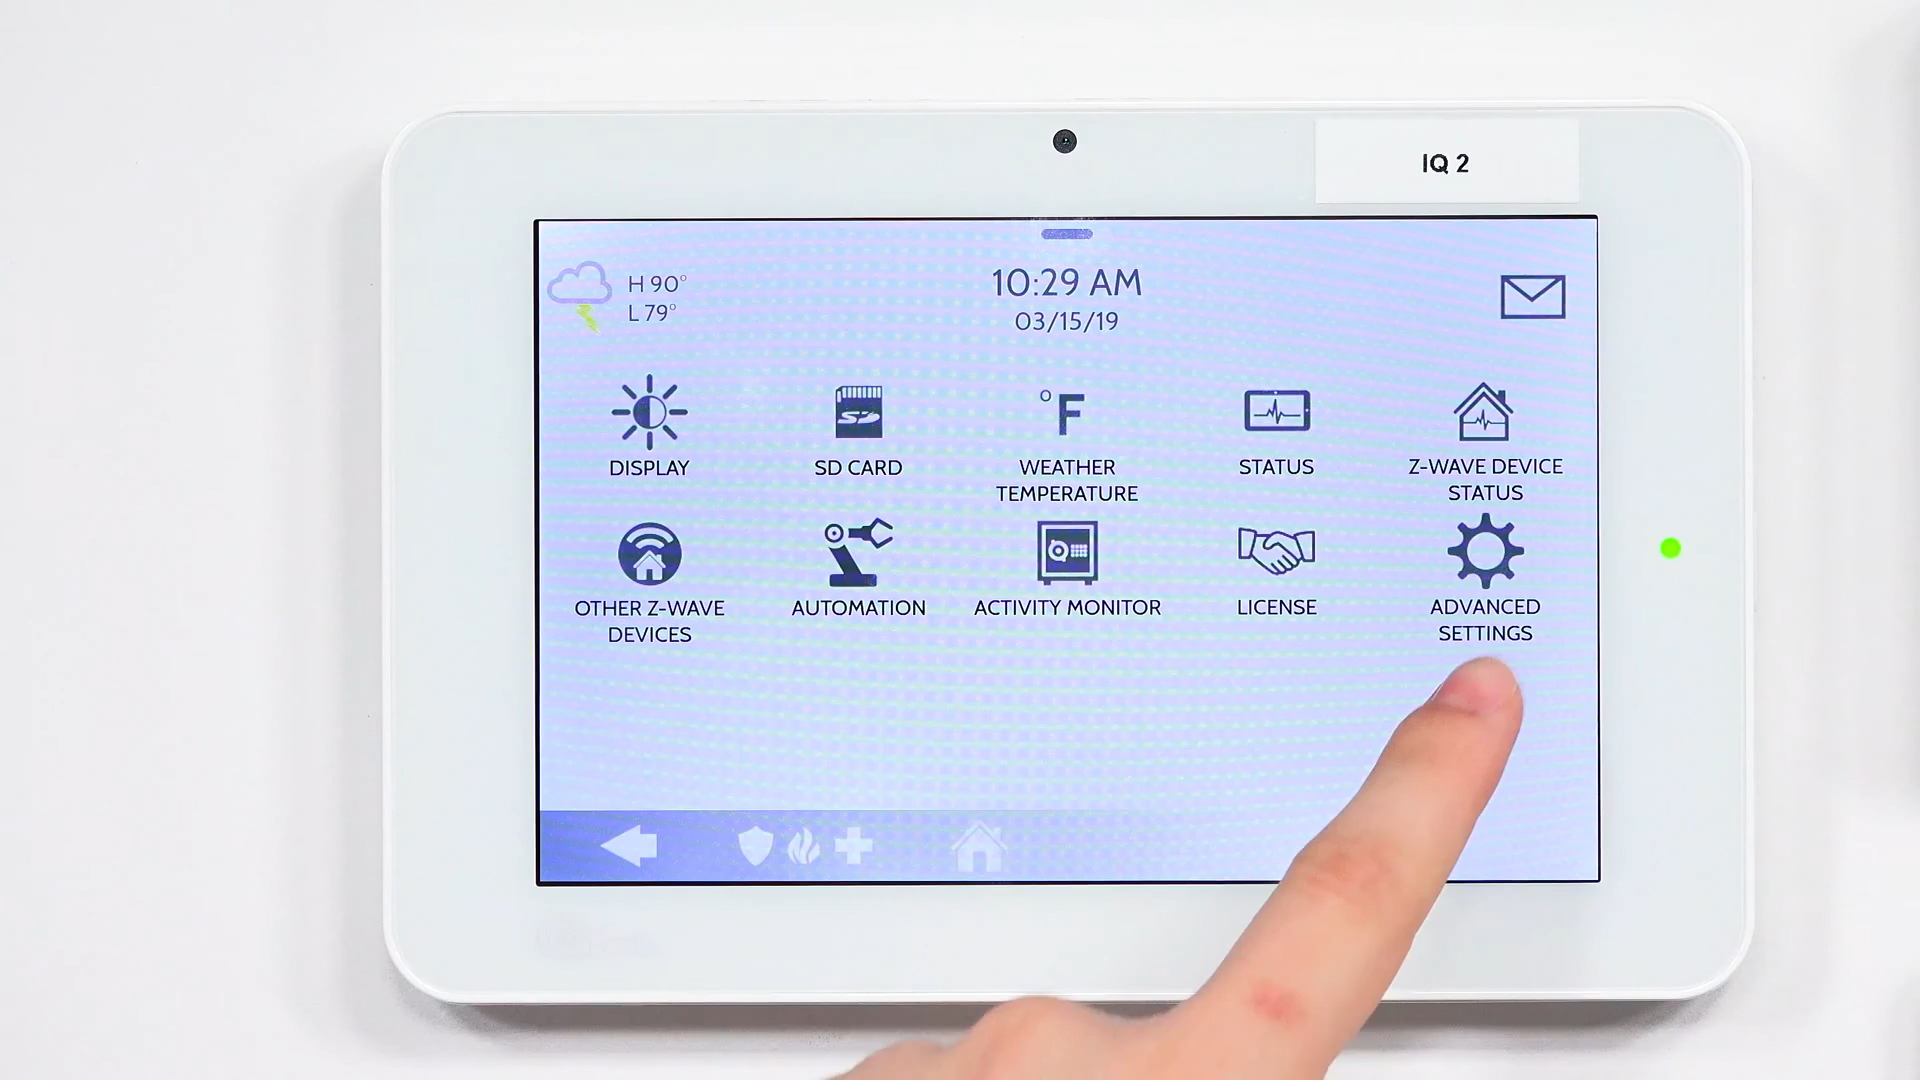 IQ 2
H 90°
L 79°
10:29 AM
03/15/19
DISPLAY
SD
SD CARD
°F
WEATHER
TEMPERATURE
STATUS
Z-WAVE DEVICE
STATUS
OTHER Z-WAVE
DEVICES
AUTOMATION
ACTIVITY MONITOR
LICENSE
ADVANCED
SETTINGS